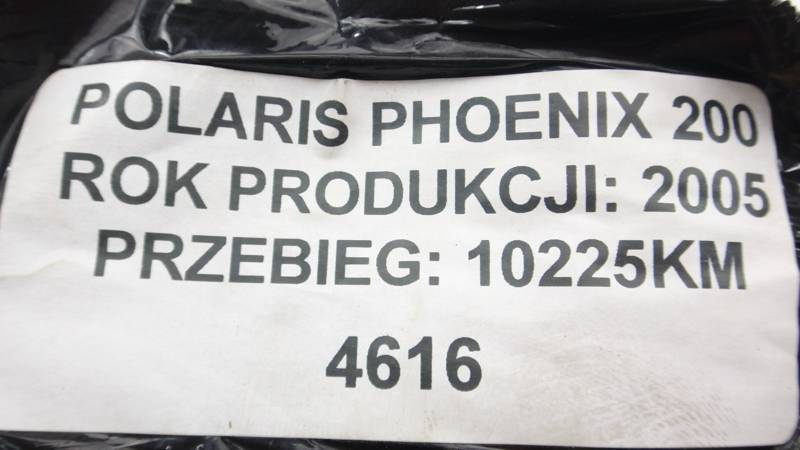 POLARIS PHOENIX 200
ROK PRODUKCJI: 2005
PRZEBIEG: 10225KM
4616